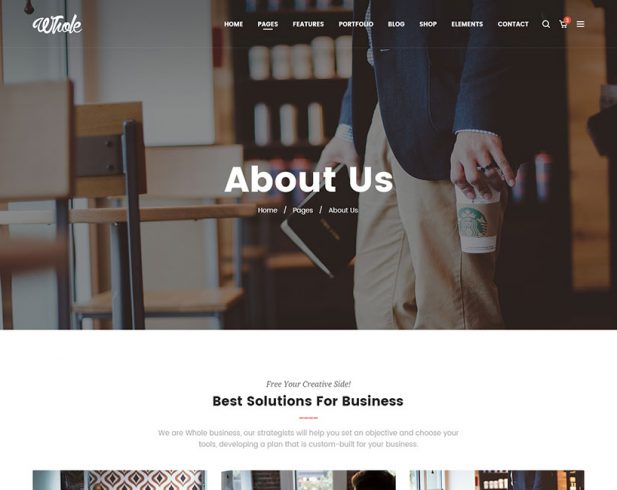 Whole
HOME PAGES FEATURES PORTFOLIO BLOG SHOP ELEMENTS CONTACT
3
About Us
Home / Pages / About Us
Free Your Creative Side!
Best Solutions For Business
We are Whole business, our strategists will help you set an objective and choose your
tools, developing a plan that is custom-built for your business.